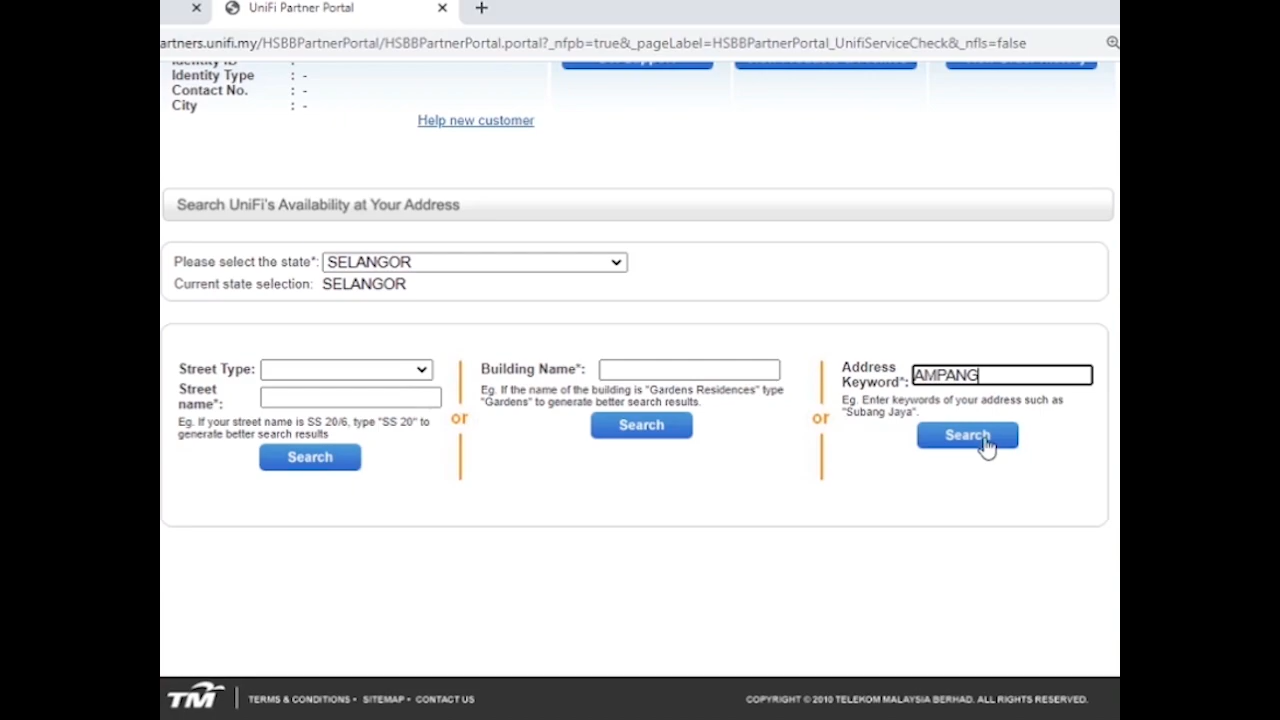 UniFi Partner Portal
artners.unifi.my/HSBBPartnerPortal/HSBBPartnerPortal.portal?_nfpb=true&_pageLabel=HSBBPartnerPortal_UnifiServiceCheck&_nfls=false
Identity ID :
Identity Type : -
Contact No. : -
City : -
Help new customer
Search UniFi's Availability at Your Address
Please select the state*: SELANGOR
Current state selection: SELANGOR
Street Type:
Street
name*:
Eg. If your street name is SS 20/6, type "SS 20" to
generate better search results
Search
or
Building Name*:
Eg. If the name of the building is "Gardens Residences" type
"Gardens" to generate better search results.
Search
or
Address
Keyword*: AMPANG
Eg. Enter keywords of your address such as
"Subang Jaya".
Search
TM TERMS & CONDITIONS • SITEMAP • CONTACT US
COPYRIGHT © 2010 TELEKOM MALAYSIA BERHAD. ALL RIGHTS RESERVED.